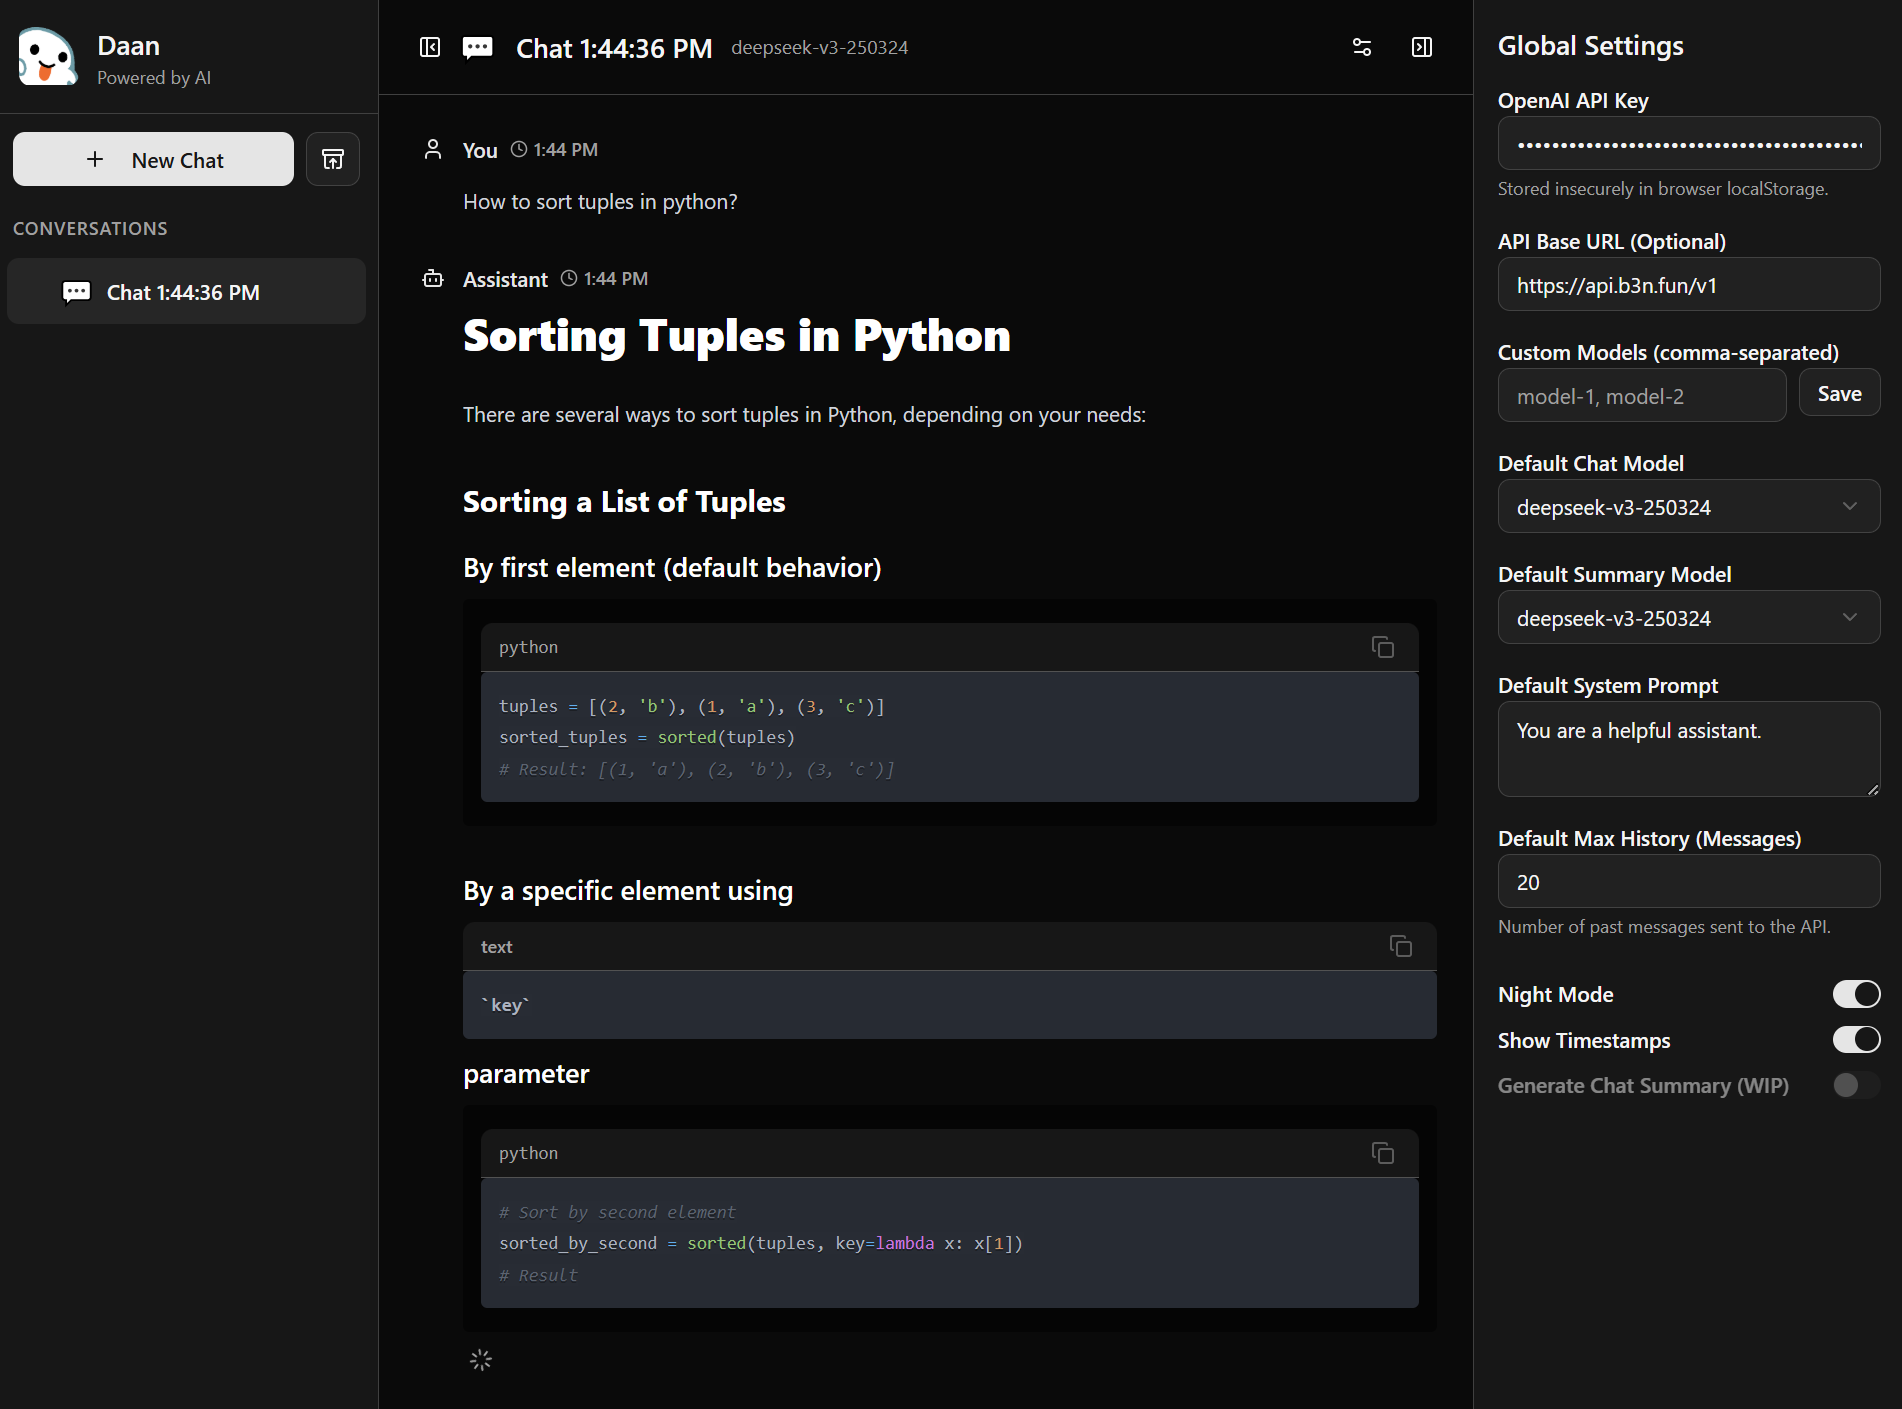 Daan
Powered by AI
New Chat
CONVERSATIONS
Chat 1:44:36 PM
Chat 1:44:36 PM deepseek-v3-250324
You 1:44 PM
How to sort tuples in python?
Assistant 1:44 PM
Sorting Tuples in Python
There are several ways to sort tuples in Python, depending on your needs:
Sorting a List of Tuples
By first element (default behavior)
python
tuples = [(2, 'b'), (1, 'a'), (3, 'c')]
sorted_tuples = sorted(tuples)
# Result: [(1, 'a'), (2, 'b'), (3, 'c')]
By a specific element using
text
`key`
parameter
python
# Sort by second element
sorted_by_second = sorted(tuples, key=lambda x: x[1])
# Result
Global Settings
OpenAI API Key
Stored insecurely in browser localStorage.
API Base URL (Optional)
https://api.b3n.fun/v1
Custom Models (comma-separated)
model-1, model-2 Save
Default Chat Model
deepseek-v3-250324
Default Summary Model
deepseek-v3-250324
Default System Prompt
You are a helpful assistant.
Default Max History (Messages)
20
Number of past messages sent to the API.
Night Mode
Show Timestamps
Generate Chat Summary (WIP)